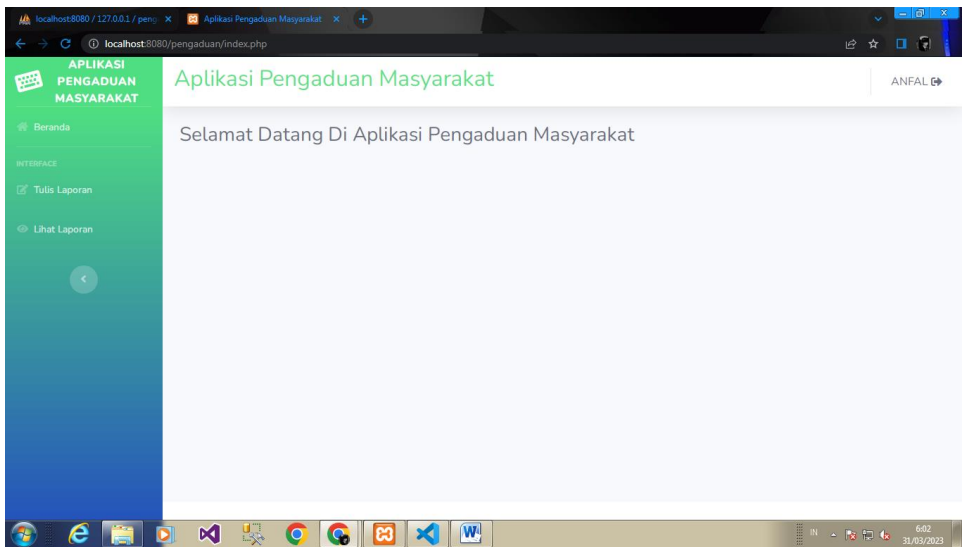 localhost:8080 / 127.0.0.1 / peng
Aplikasi Pengaduan Masyarakat
localhost:8080/pengaduan/index.php
APLIKASI
PENGADUAN
MASYARAKAT
Aplikasi Pengaduan Masyarakat
ANFAL
Beranda
Selamat Datang Di Aplikasi Pengaduan Masyarakat
INTERFACE
Tulis Laporan
Lihat Laporan
IN
6:02
31/03/2023